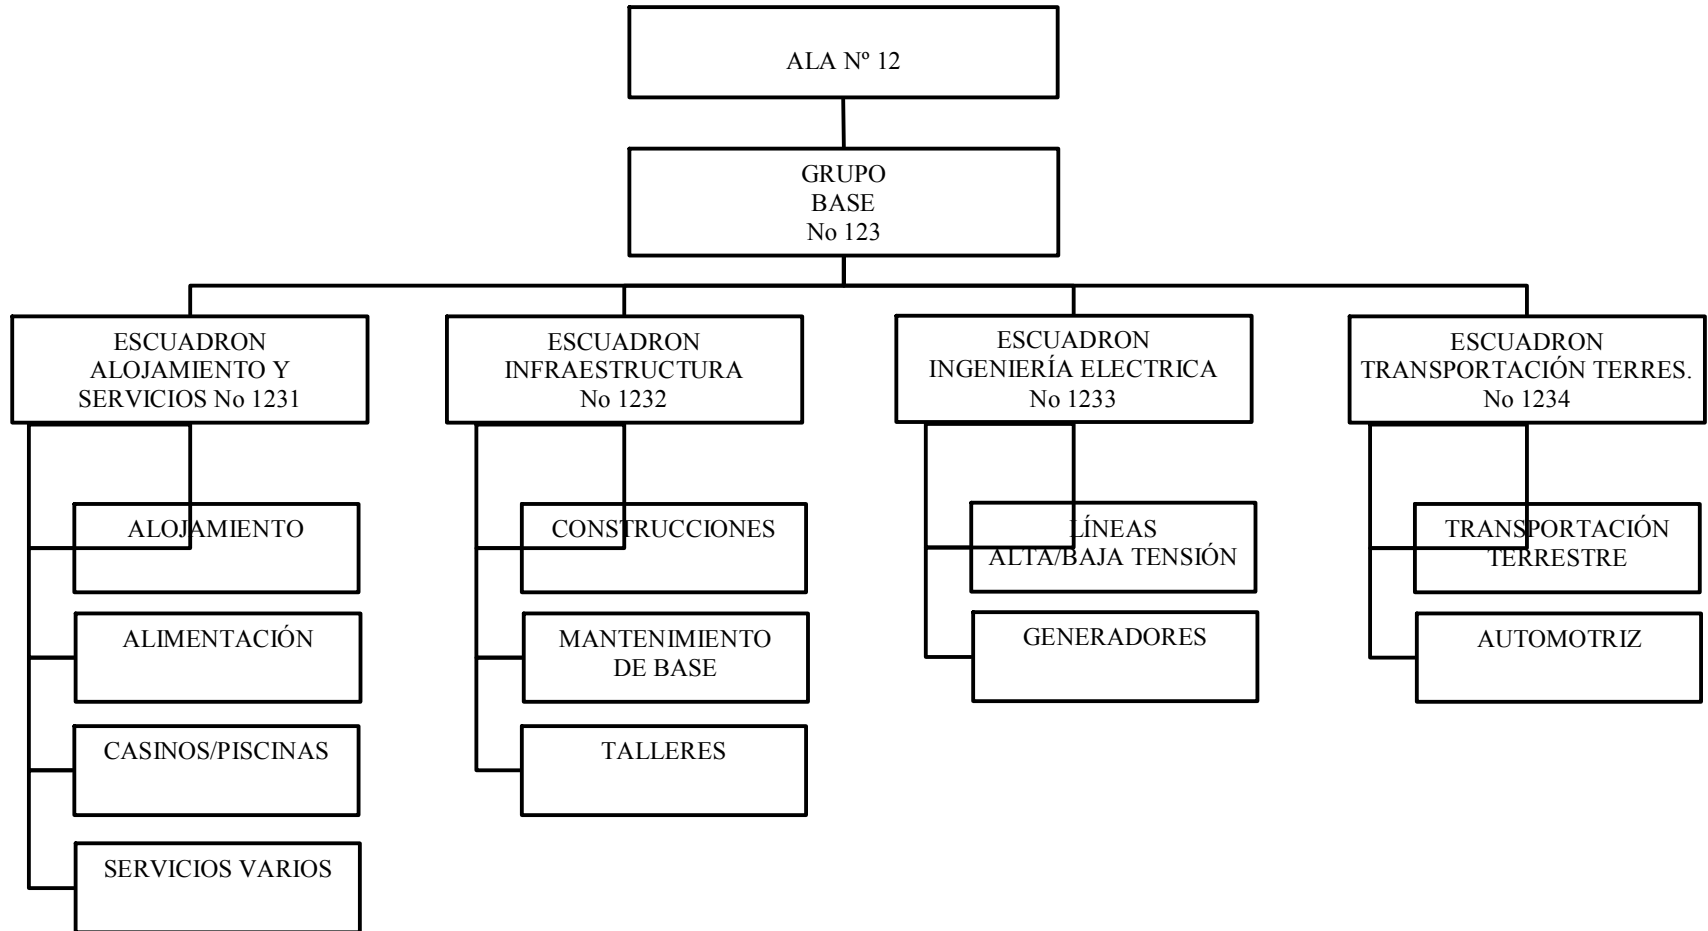 ALA Nº 12
GRUPO
BASE
No 123
ESCUADRON
ALOJAMIENTO Y
SERVICIOS No 1231
ESCUADRON
INFRAESTRUCTURA
No 1232
ESCUADRON
INGENIERÍA ELECTRICA
No 1233
ESCUADRON
TRANSPORTACIÓN TERRES.
No 1234
ALOJAMIENTO
ALIMENTACIÓN
CASINOS/PISCINAS
SERVICIOS VARIOS
CONSTRUCCIONES
MANTENIMIENTO
DE BASE
TALLERES
LÍNEAS
ALTA/BAJA TENSIÓN
GENERADORES
TRANSPORTACIÓN
TERRESTRE
AUTOMOTRIZ